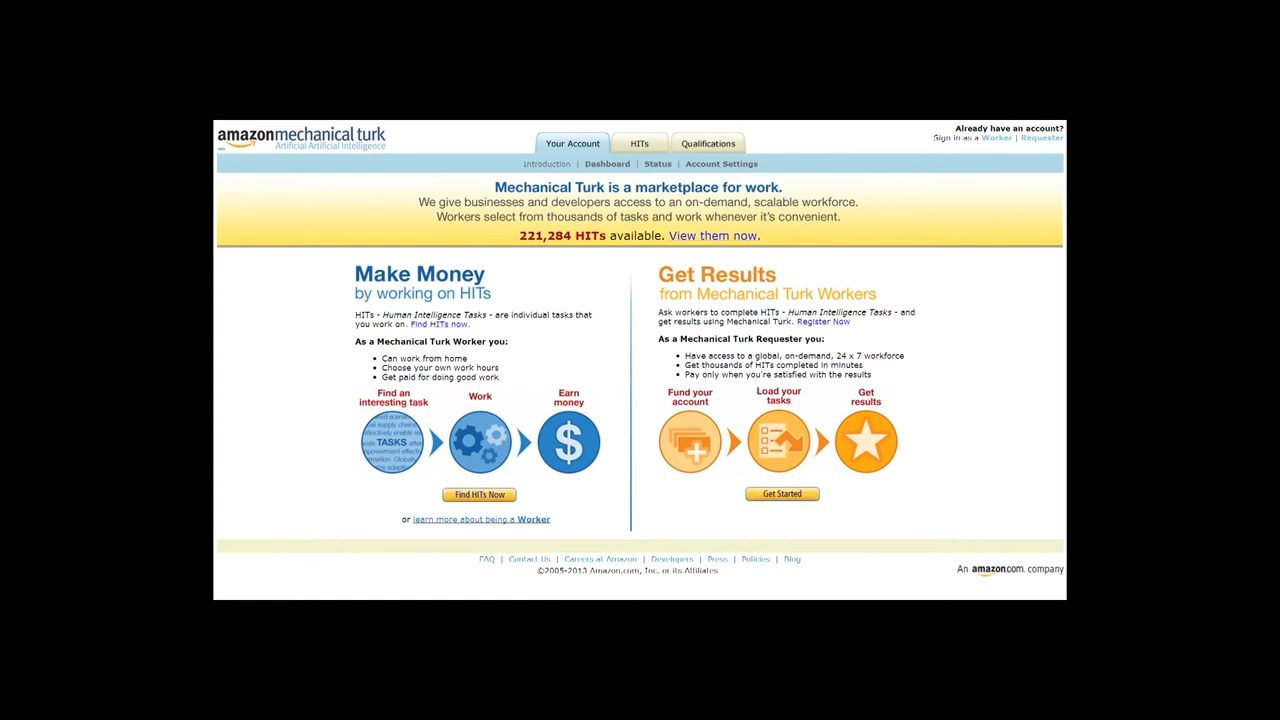 amazonmechanical turk
Artificial Artificial Intelligence
Your Account
HITs
Qualifications
Already have an account?
Sign in as a Worker | Requester
Introduction | Dashboard | Status | Account Settings
Mechanical Turk is a marketplace for work.
We give businesses and developers access to an on-demand, scalable workforce.
Workers select from thousands of tasks and work whenever it's convenient.
221,284 HITs available. View them now.
Make Money
by working on HITs
HITs - Human Intelligence Tasks - are individual tasks that
you work on. Find HITs now.
As a Mechanical Turk Worker you:
• Can work from home
• Choose your own work hours
• Get paid for doing good work
Find an
interesting task
Work
Earn
money
TASKS
$
Find HITs Now
or learn more about being a Worker
Get Results
from Mechanical Turk Workers
Ask workers to complete HITs - Human Intelligence Tasks - and
get results using Mechanical Turk. Register Now
As a Mechanical Turk Requester you:
• Have access to a global, on-demand, 24 x 7 workforce
• Get thousands of HITs completed in minutes
• Pay only when you're satisfied with the results
Fund your
account
Load your
tasks
Get
results
Get Started
FAQ | Contact Us | Careers at Amazon | Developers | Press | Policies | Blog
©2005-2013 Amazon.com, Inc. or its Affiliates
An amazon.com. company